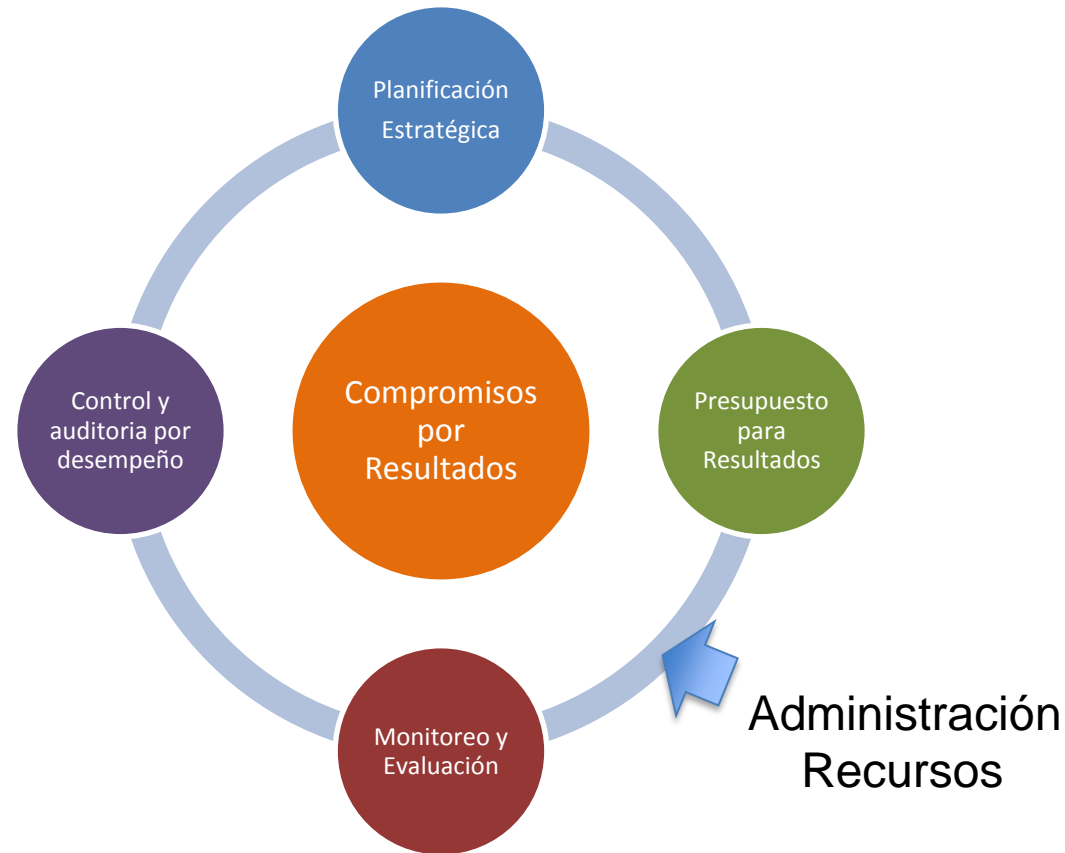 Planificación
Estratégica
Control y
auditoria por
desempeño
Compromisos
por
Resultados
Presupuesto
para
Resultados
Monitoreo y
Evaluación
Administración
Recursos